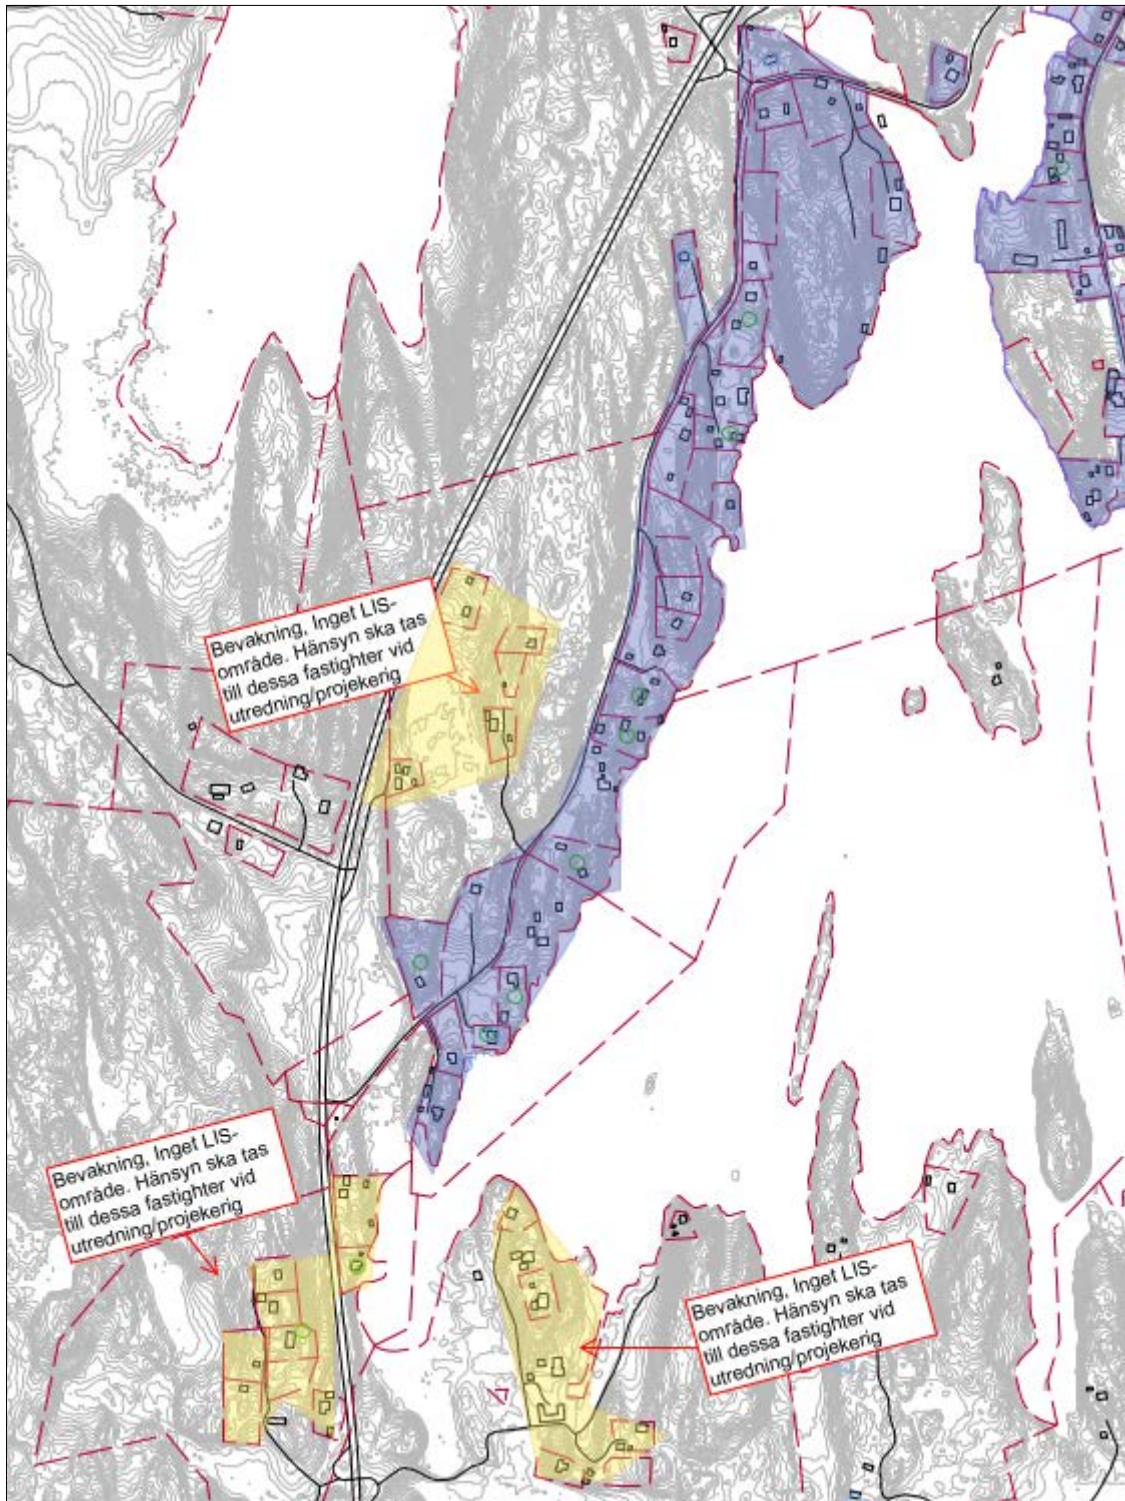 Bevakning, Inget LIS-
område. Hänsyn ska tas
till dessa fastighter vid
utredning/projekerig
Bevakning, Inget LIS-
område. Hänsyn ska tas
till dessa fastighter vid
utredning/projekerig
Bevakning, Inget LIS-
område. Hänsyn ska tas
till dessa fastighter vid
utredning/projekerig